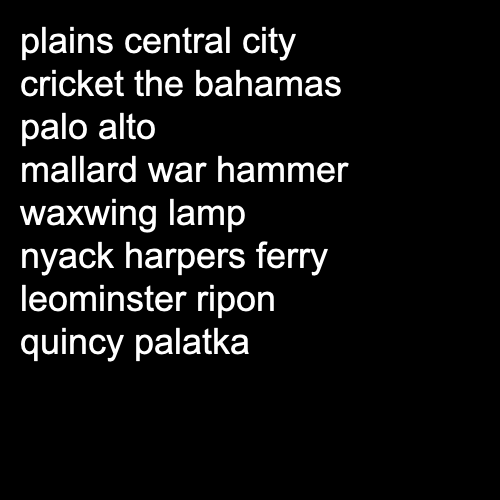 plains central city
cricket the bahamas
palo alto
mallard war hammer
waxwing lamp
nyack harpers ferry
leominster ripon
quincy palatka